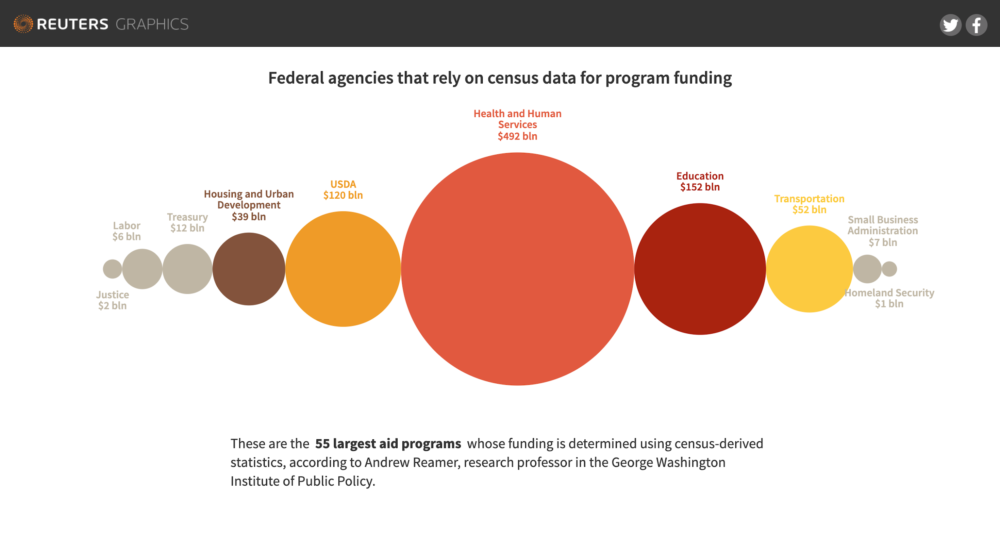 REUTERS GRAPHICS
Federal agencies that rely on census data for program funding
Health and Human
Services
$492 bln
Education
$152 bln
USDA
$120 bln
Housing and Urban
Development
$39 bln
Transportation
$52 bln
Treasury
$12 bln
Small Business
Administration
$7 bln
Labor
$6 bln
Justice
$2 bln
Homeland Security
$1 bln
These are the 55 largest aid programs whose funding is determined using census-derived
statistics, according to Andrew Reamer, research professor in the George Washington
Institute of Public Policy.